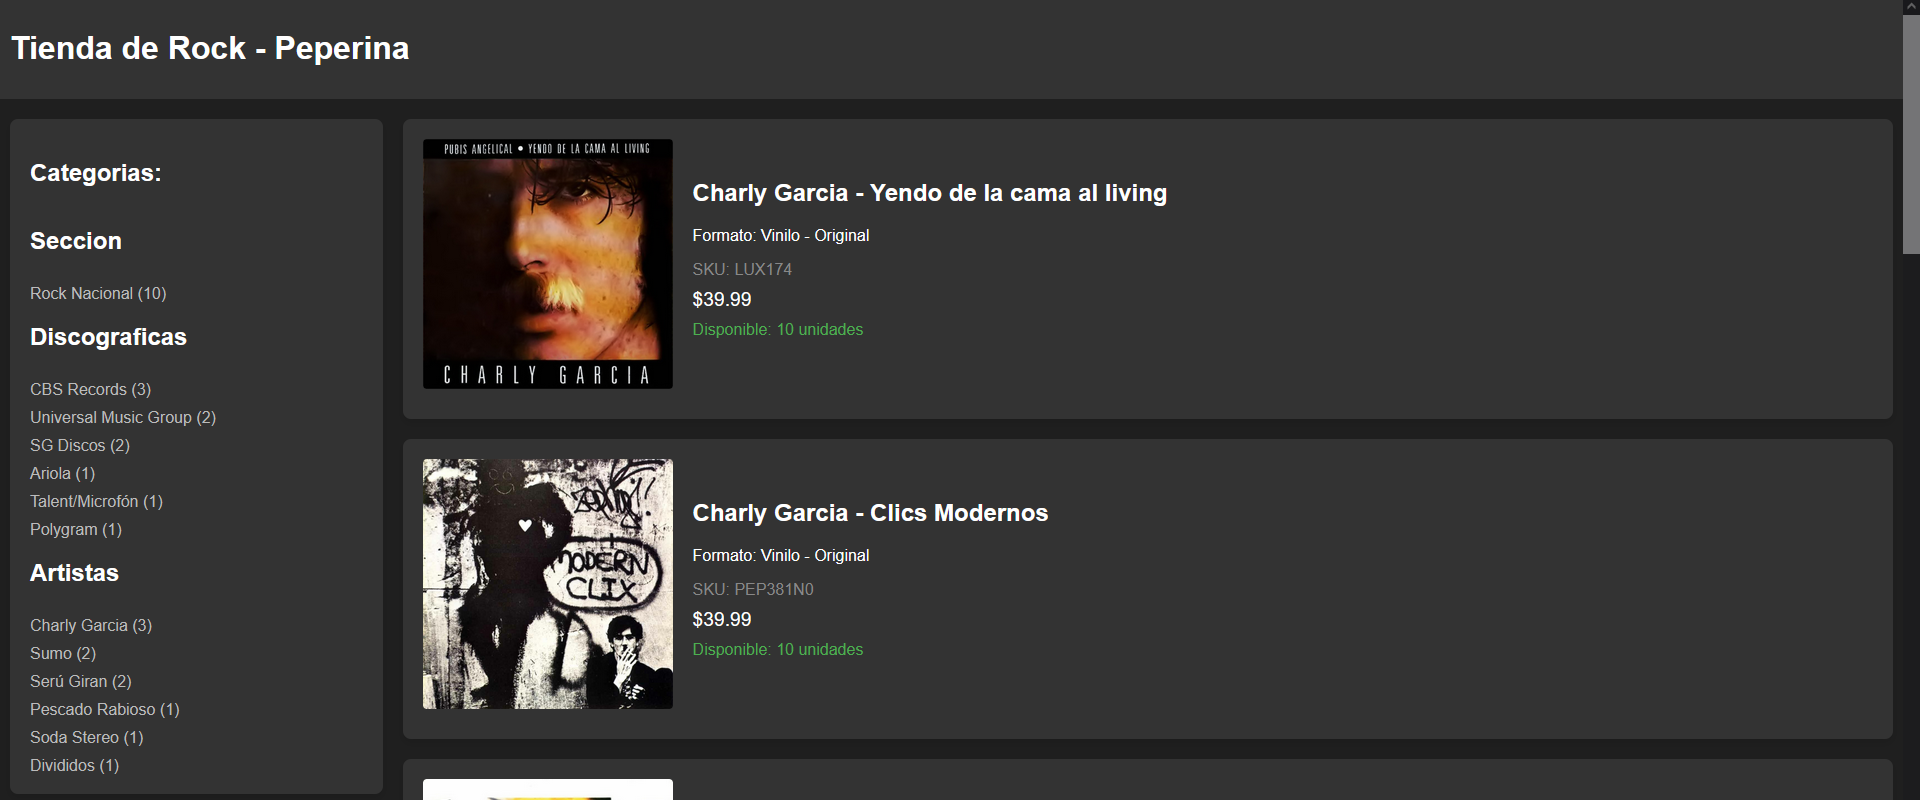 Tienda de Rock - Peperina
Categorias:
Seccion
Rock Nacional (10)
Discograficas
CBS Records (3)
Universal Music Group (2)
SG Discos (2)
Ariola (1)
Talent/Microfón (1)
Polygram (1)
Artistas
Charly Garcia (3)
Sumo (2)
Serú Giran (2)
Pescado Rabioso (1)
Soda Stereo (1)
Divididos (1)
PUBIS ANGELICAL • YENDO DE LA CAMA AL LIVING
CHARLY GARCIA
Charly Garcia - Yendo de la cama al living
Formato: Vinilo - Original
SKU: LUX174
$39.99
Disponible: 10 unidades
MODERN
CLIX
Charly Garcia - Clics Modernos
Formato: Vinilo - Original
SKU: PEP381N0
$39.99
Disponible: 10 unidades